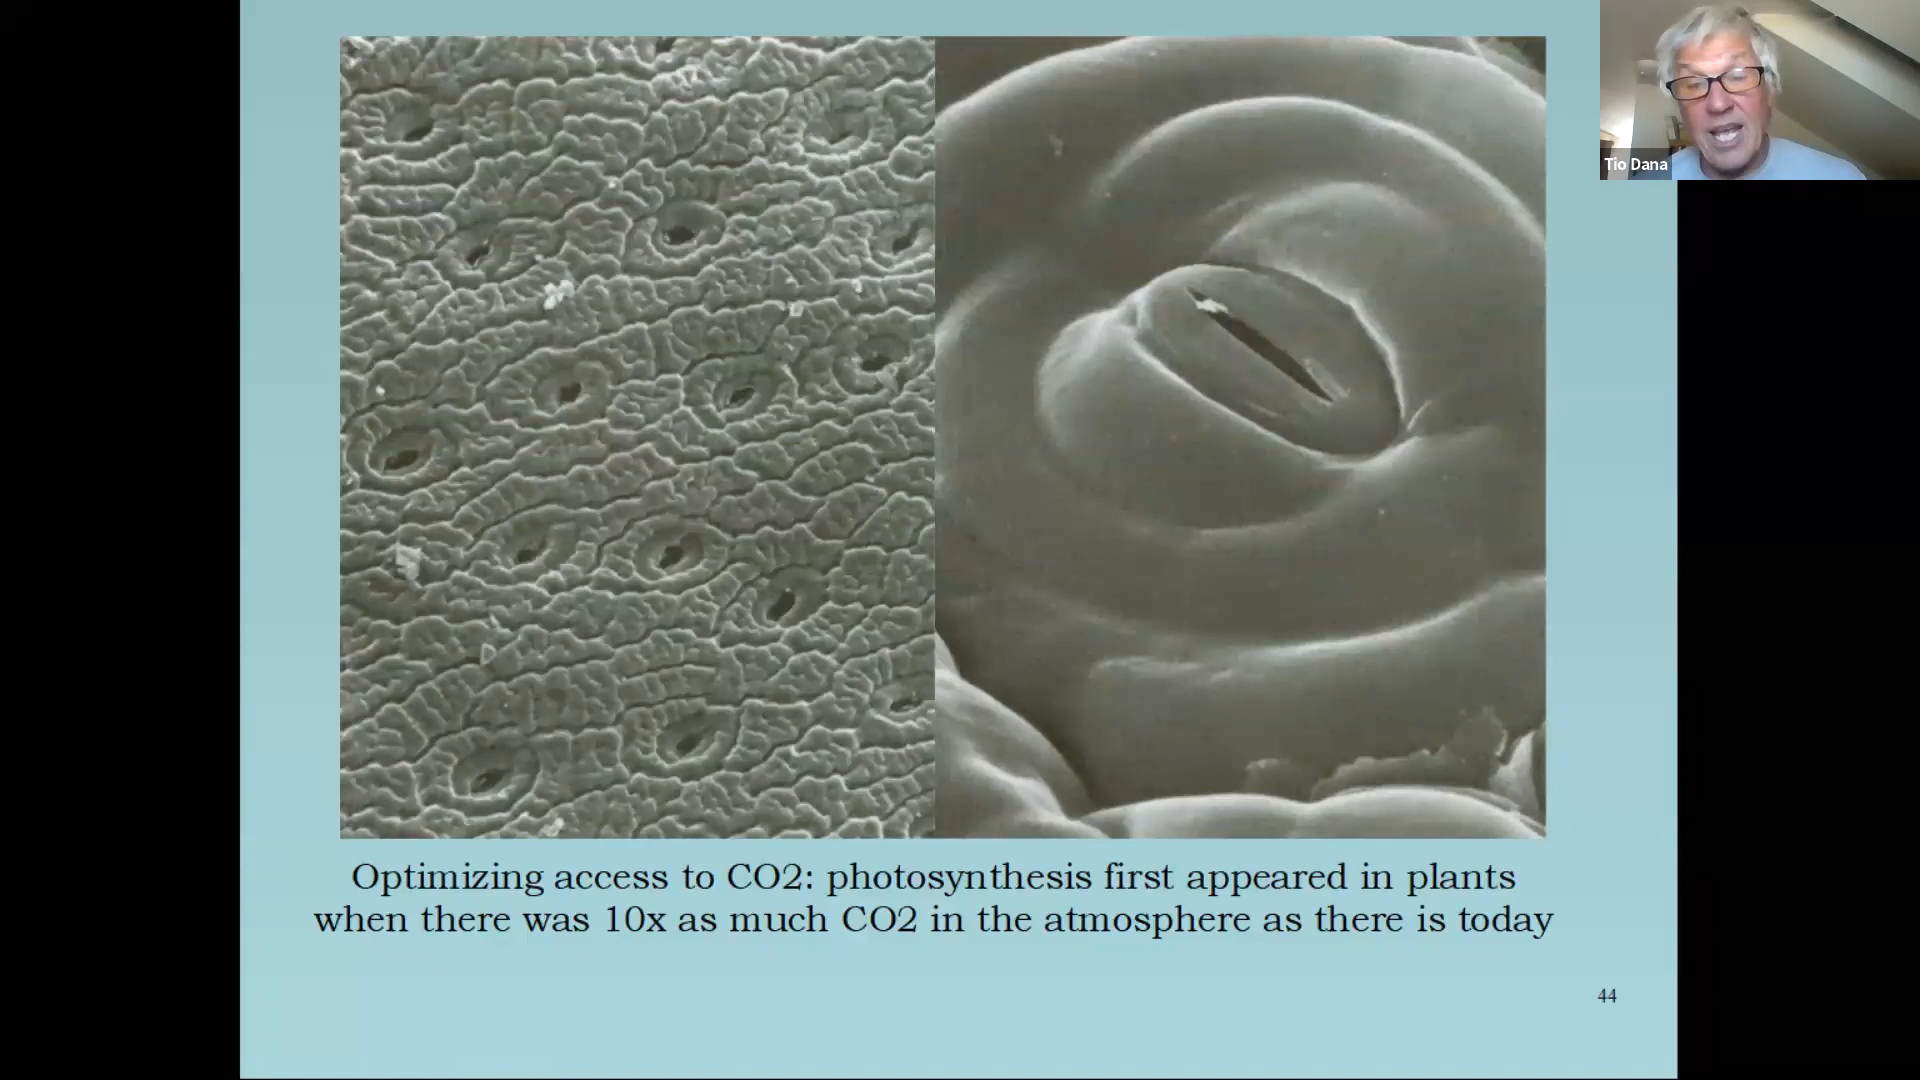 Tio Dana
Optimizing access to CO2: photosynthesis first appeared in plants
when there was 10x as much CO2 in the atmosphere as there is today
44